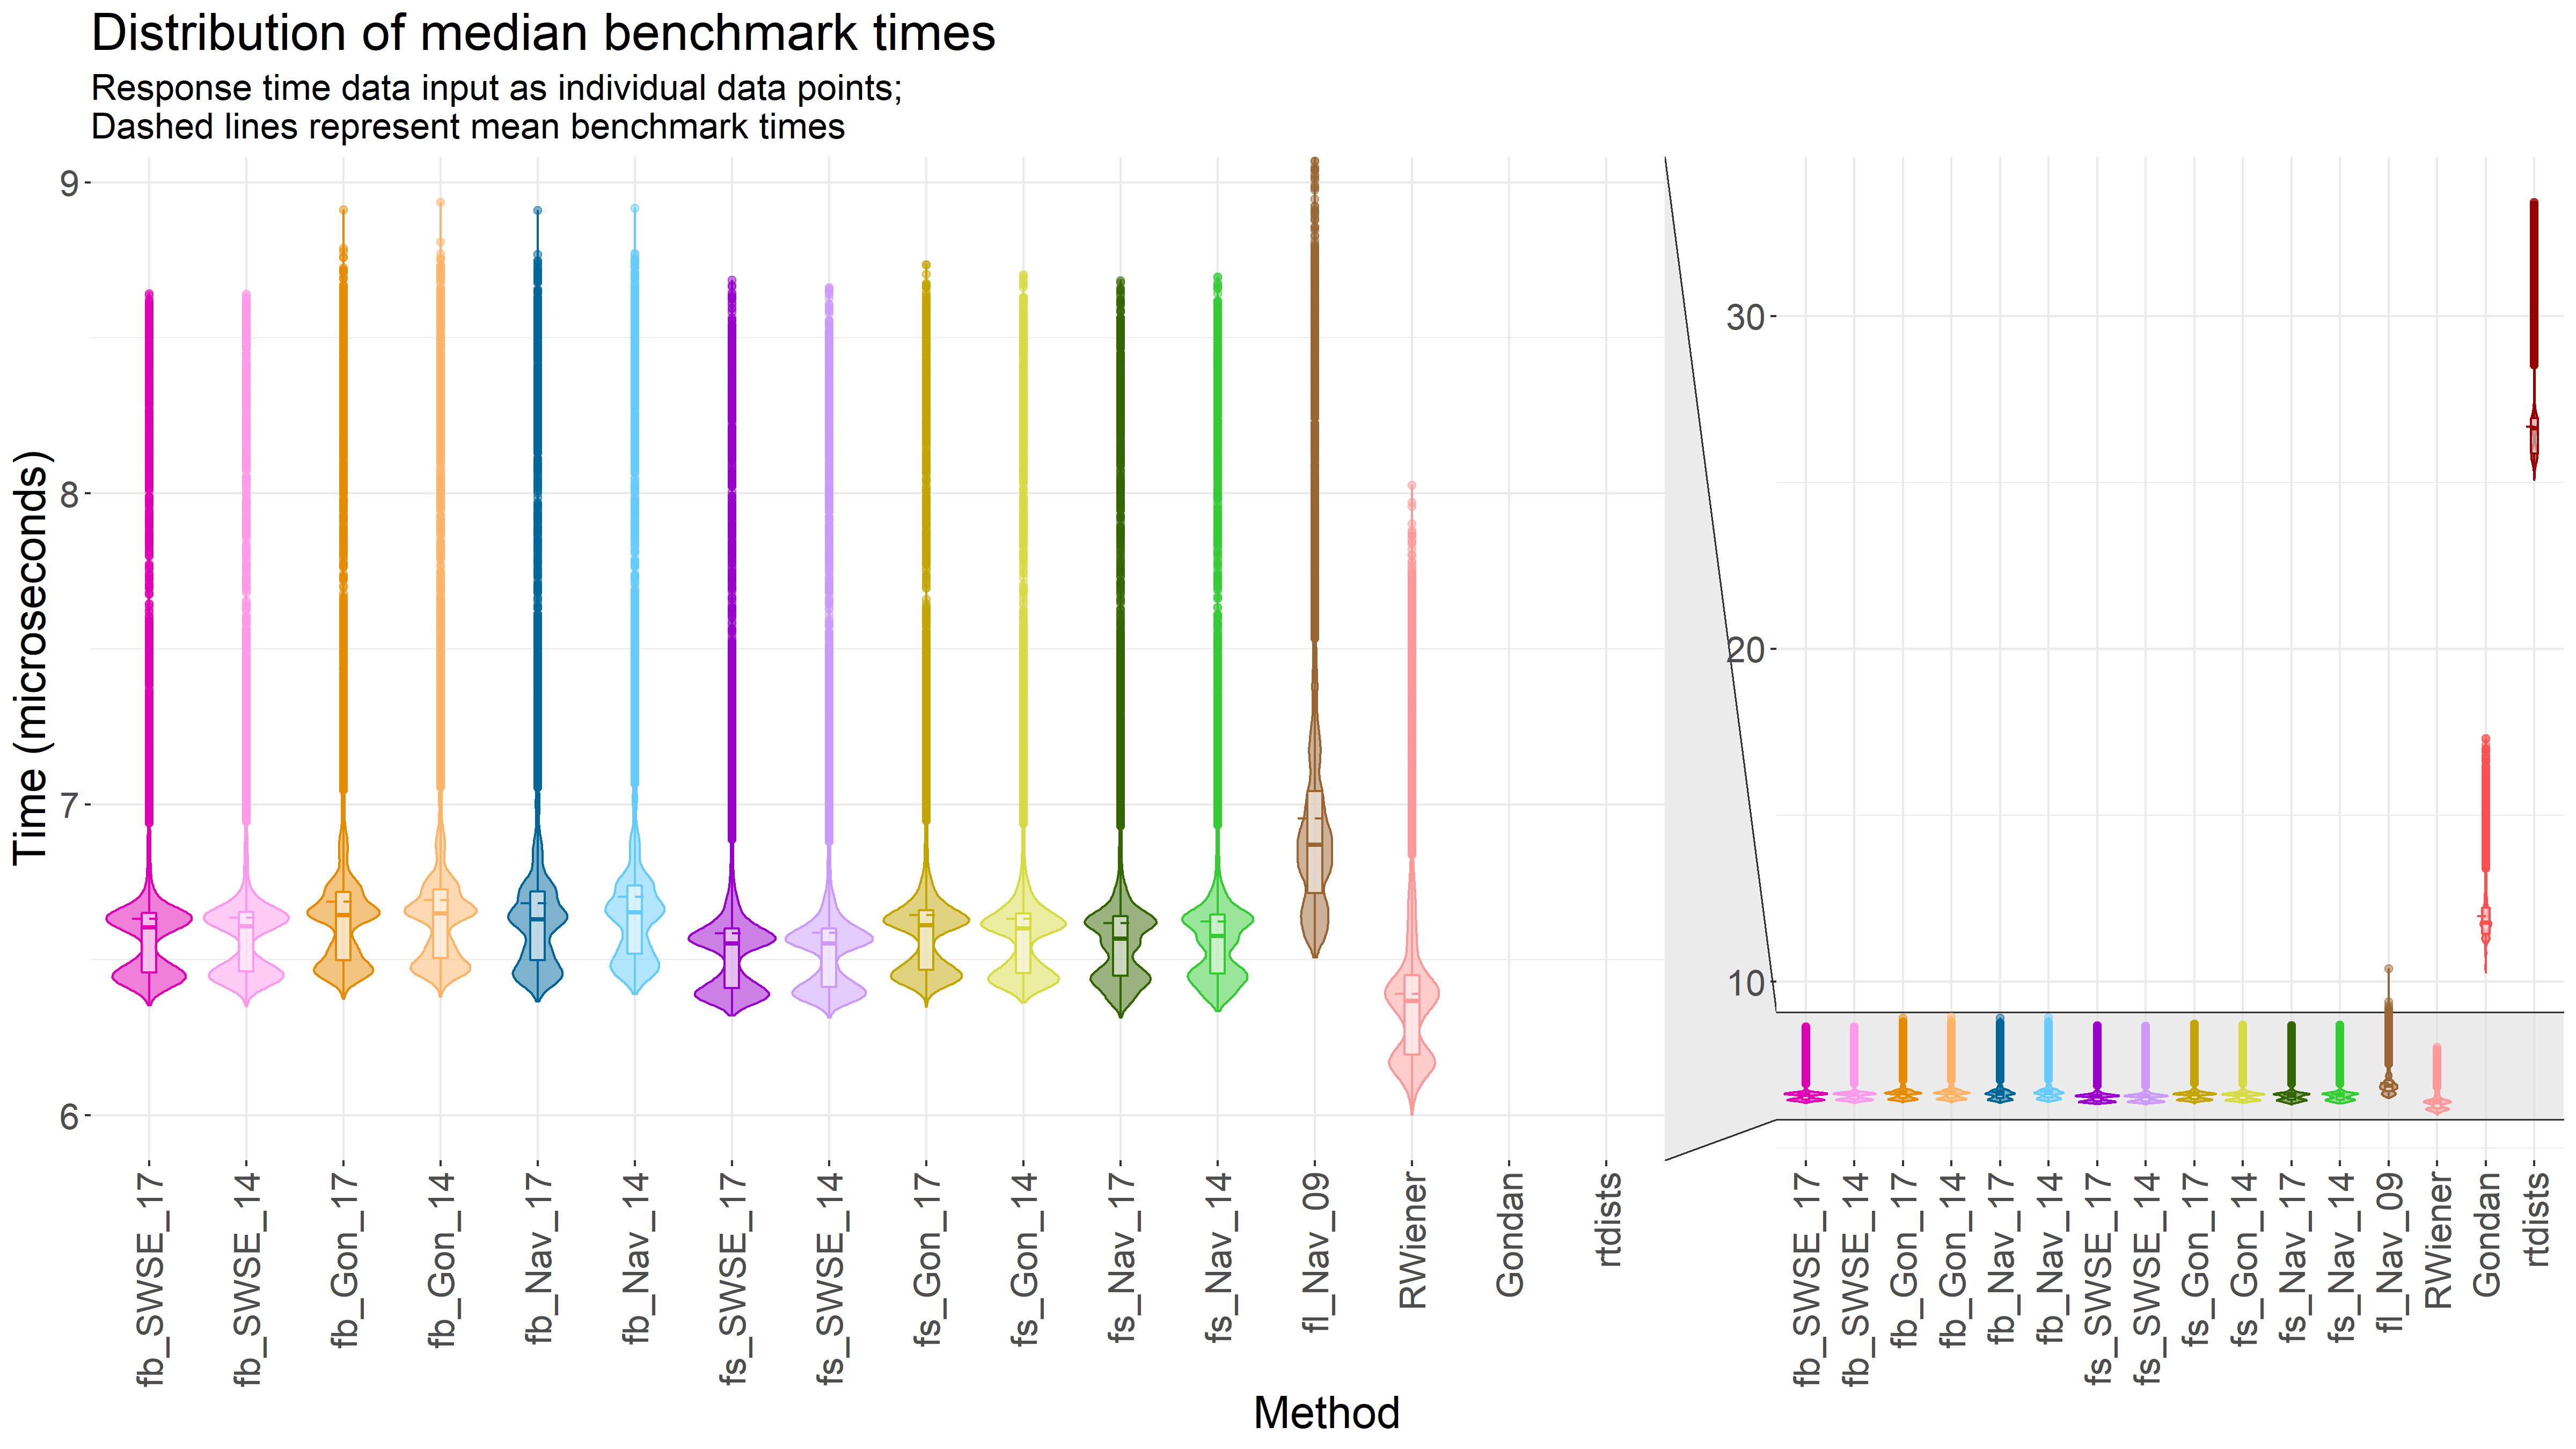 Distribution of median benchmark times
Response time data input as individual data points;
Dashed lines represent mean benchmark times
Time (microseconds)
9
8
7
6
30
20
10
fb_SWSE_17
fb_SWSE_14
fb_Gon_17
fb_Gon_14
fb_Nav_17
fb_Nav_14
fs_SWSE_17
fs_SWSE_14
fs_Gon_17
fs_Gon_14
fs_Nav_17
fs_Nav_14
fl_Nav_09
RWiener
Gondan
rtdists
fb_SWSE_17
fb_SWSE_14
fb_Gon_17
fb_Gon_14
fb_Nav_17
fb_Nav_14
fs_SWSE_17
fs_SWSE_14
fs_Gon_17
fs_Gon_14
fs_Nav_17
fs_Nav_14
fl_Nav_09
RWiener
Gondan
rtdists
Method